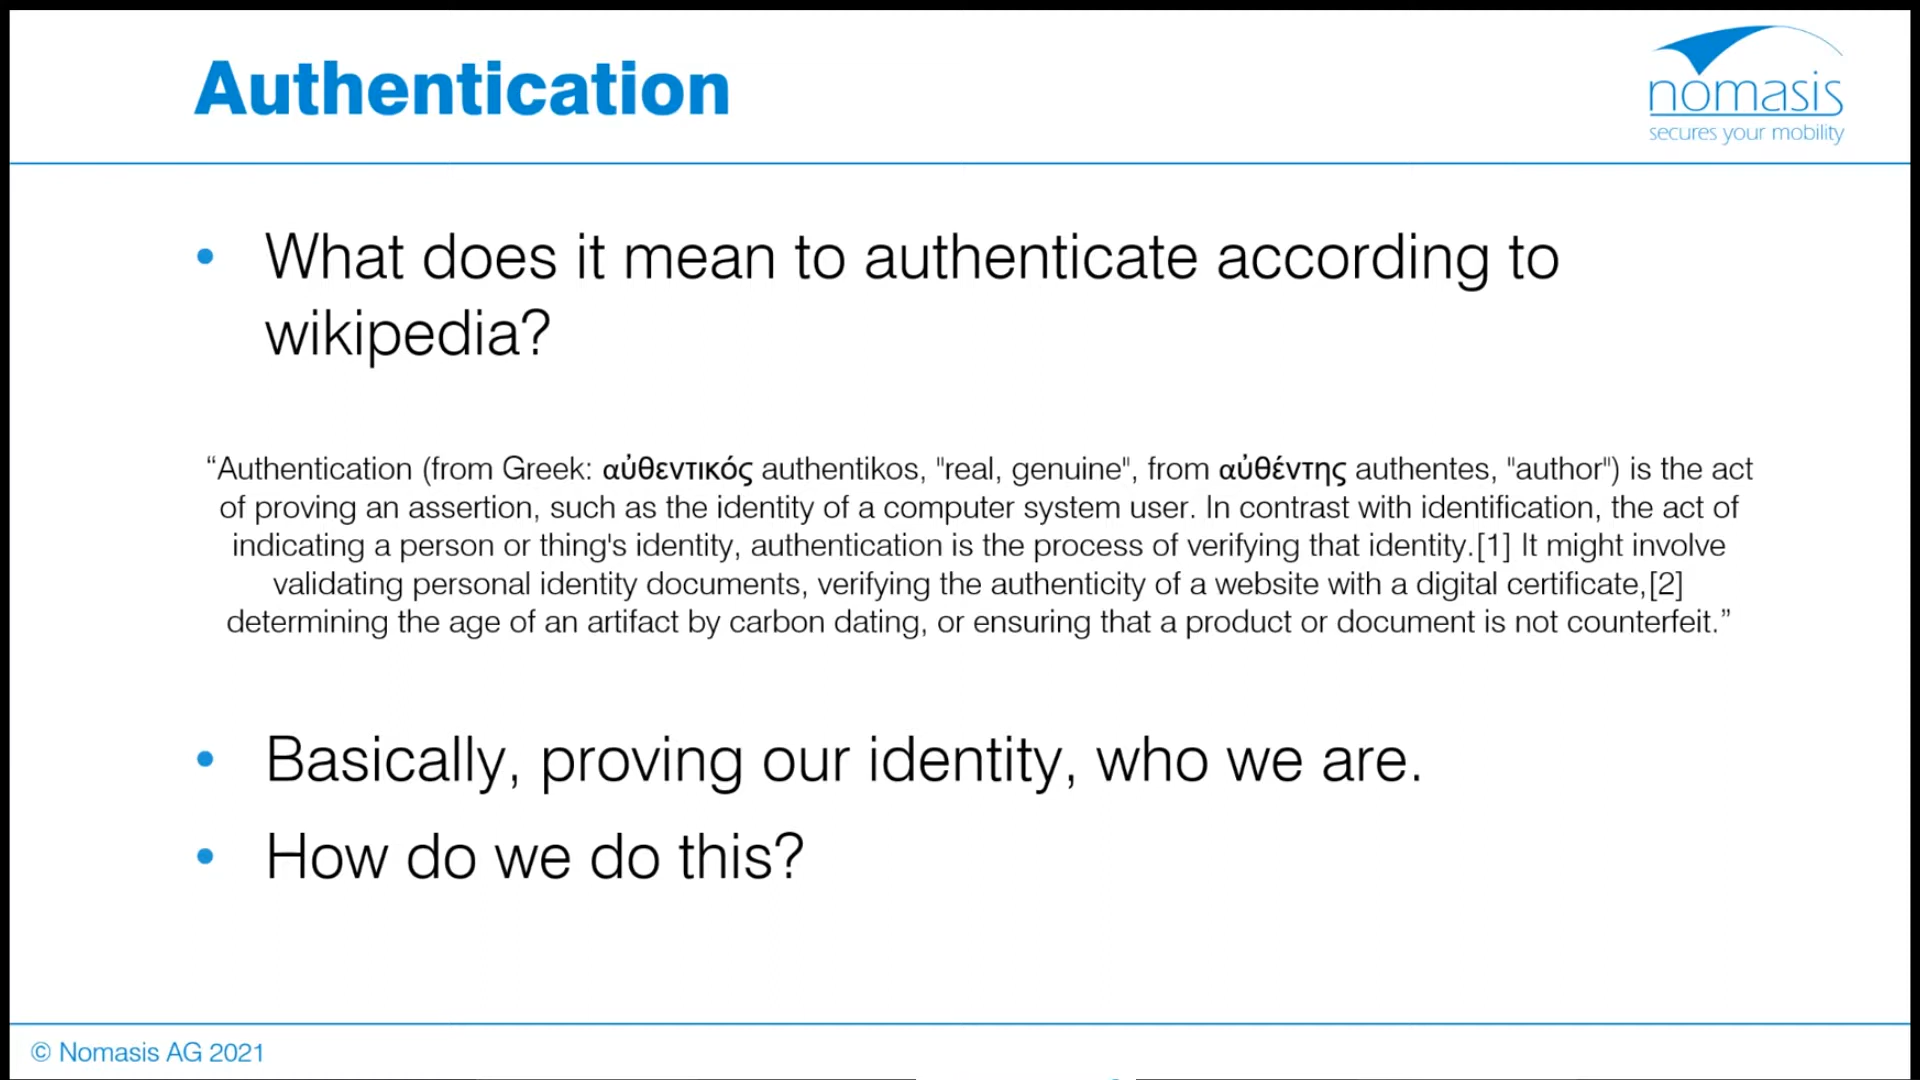 Authentication
nomasis
secures your mobility
• What does it mean to authenticate according to
wikipedia?
“Authentication (from Greek: αὐθεντικός authentikos, "real, genuine", from αὐθέντης authentes, "author") is the act
of proving an assertion, such as the identity of a computer system user. In contrast with identification, the act of
indicating a person or thing's identity, authentication is the process of verifying that identity.[1] It might involve
validating personal identity documents, verifying the authenticity of a website with a digital certificate,[2]
determining the age of an artifact by carbon dating, or ensuring that a product or document is not counterfeit.”
• Basically, proving our identity, who we are.
• How do we do this?
© Nomasis AG 2021